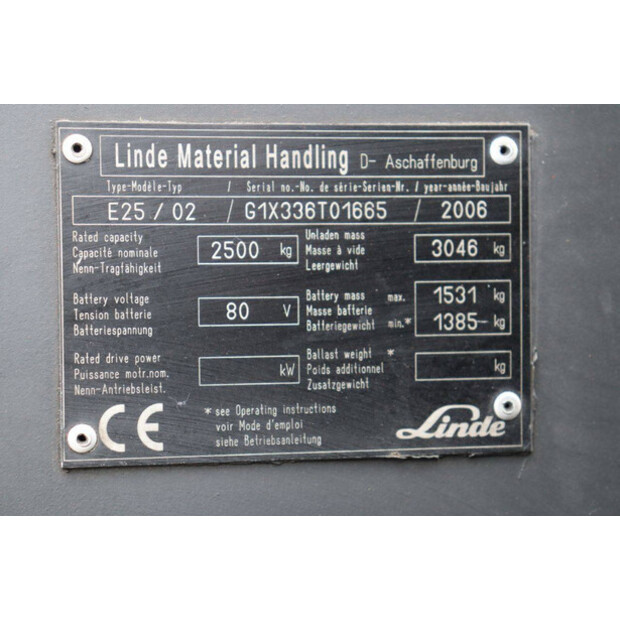 Linde Material Handling D- Aschaffenburg
Type-Modèle-Typ / Serial no.-No. de série-Serien-Nr. / year-année-Baujahr
E25 / 02 / G1X336T01665 / 2006
Rated capacity
Capacité nominale
Nenn-Tragfähigkeit
2500 kg
Unladen mass
Masse à vide
Leergewicht
3046 kg
Battery voltage
Tension batterie
Batteriespannung
80 V
Battery mass max. 1531 kg
Masse batterie
Batteriegewicht min.* 1385- kg
Rated drive power
Puissance motr.nom.
Nenn-Antriebsleist.
kW
Ballast weight *
Poids additionnel
Zusatzgewicht
kg
CE
* see Operating instructions
voir Mode d'emploi
siehe Betriebsanleitung
Linde